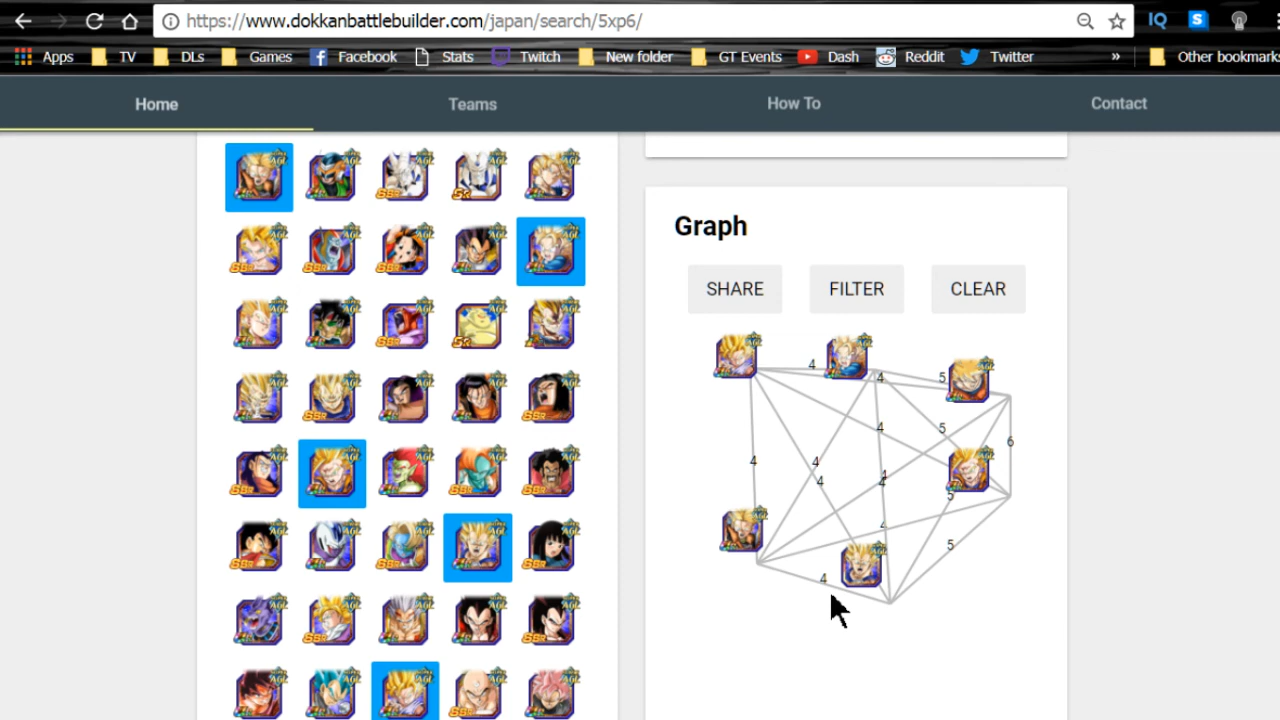 https://www.dokkanbattlebuilder.com/japan/search/5xp6/
IQ
S
Apps TV DLs Games Facebook Stats Twitch New folder GT Events Dash Reddit Twitter » Other bookmarks
Home Teams How To Contact
Graph
SHARE FILTER CLEAR
4
4
5
4
5
6
4
4
4
4
4
5
4
5
4